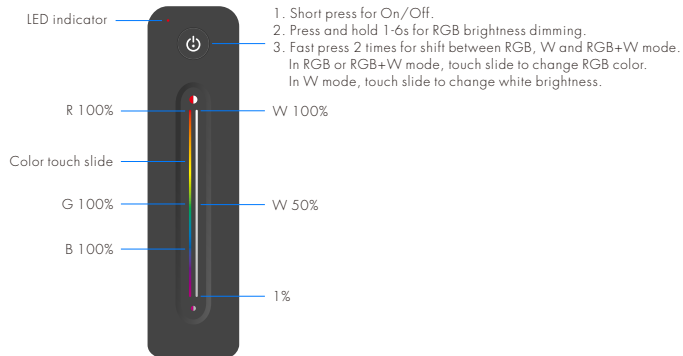 LED indicator
1. Short press for On/Off.
2. Press and hold 1-6s for RGB brightness dimming.
3. Fast press 2 times for shift between RGB, W and RGB+W mode.
In RGB or RGB+W mode, touch slide to change RGB color.
In W mode, touch slide to change white brightness.
R 100%
W 100%
Color touch slide
G 100%
W 50%
B 100%
1%